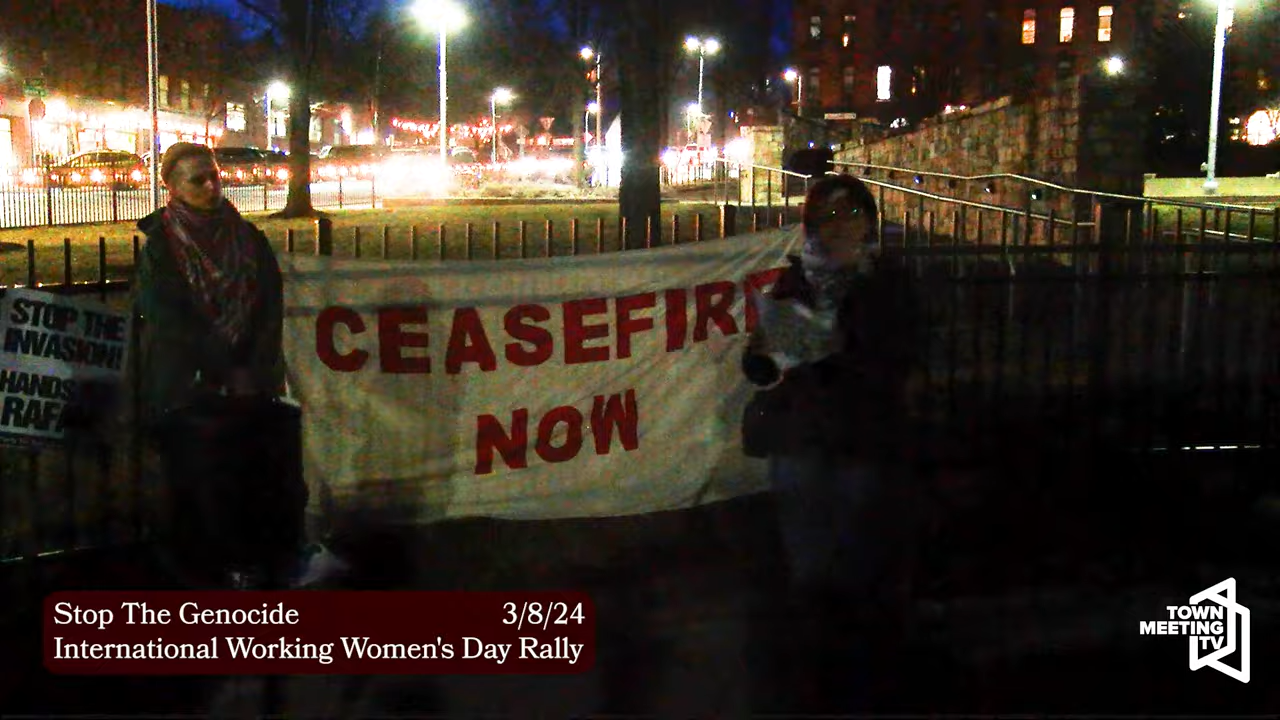 STOP THE
INVASION!
HANDS
CEASEFIRE
NOW
Stop The Genocide 3/8/24
International Working Women's Day Rally
TOWN
MEETING
TV